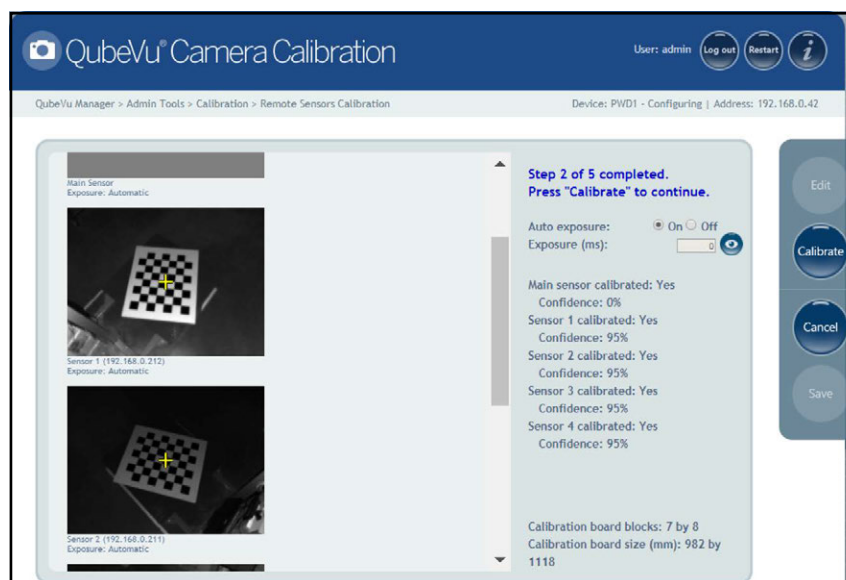 QubeVu® Camera Calibration
User: admin
Log out
Restart
i
QubeVu Manager > Admin Tools > Calibration > Remote Sensors Calibration
Device: PWD1 - Configuring | Address: 192.168.0.42
Main Sensor
Exposure: Automatic
Sensor 1 (192.168.0.212)
Exposure: Automatic
Sensor 2 (192.168.0.211)
Exposure: Automatic
Step 2 of 5 completed.
Press "Calibrate" to continue.
Auto exposure: On Off
Exposure (ms): 0
Main sensor calibrated: Yes
Confidence: 0%
Sensor 1 calibrated: Yes
Confidence: 95%
Sensor 2 calibrated: Yes
Confidence: 95%
Sensor 3 calibrated: Yes
Confidence: 95%
Sensor 4 calibrated: Yes
Confidence: 95%
Calibration board blocks: 7 by 8
Calibration board size (mm): 982 by
1118
Edit
Calibrate
Cancel
Save